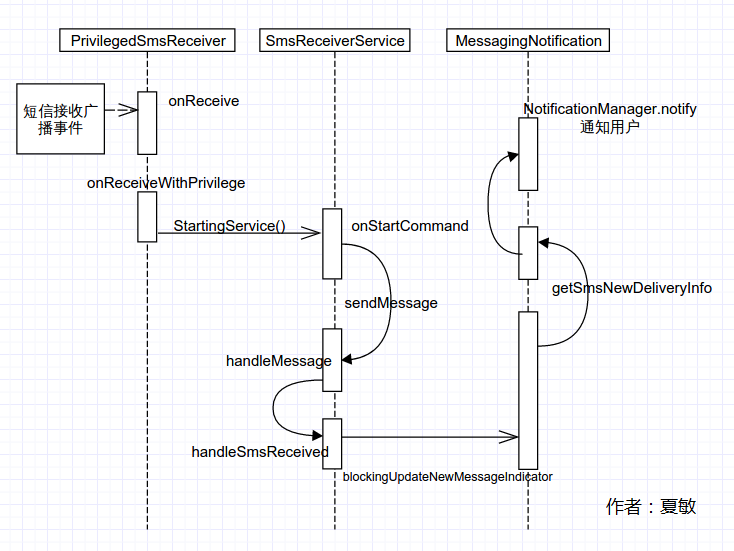 PrivilegedSmsReceiver
SmsReceiverService
MessagingNotification
短信接收广
播事件
onReceive
NotificationManager.notify
通知用户
onReceiveWithPrivilege
StartingService()
onStartCommand
getSmsNewDeliveryInfo
sendMessage
handleMessage
handleSmsReceived
blockingUpdateNewMessageIndicator
作者：夏敏